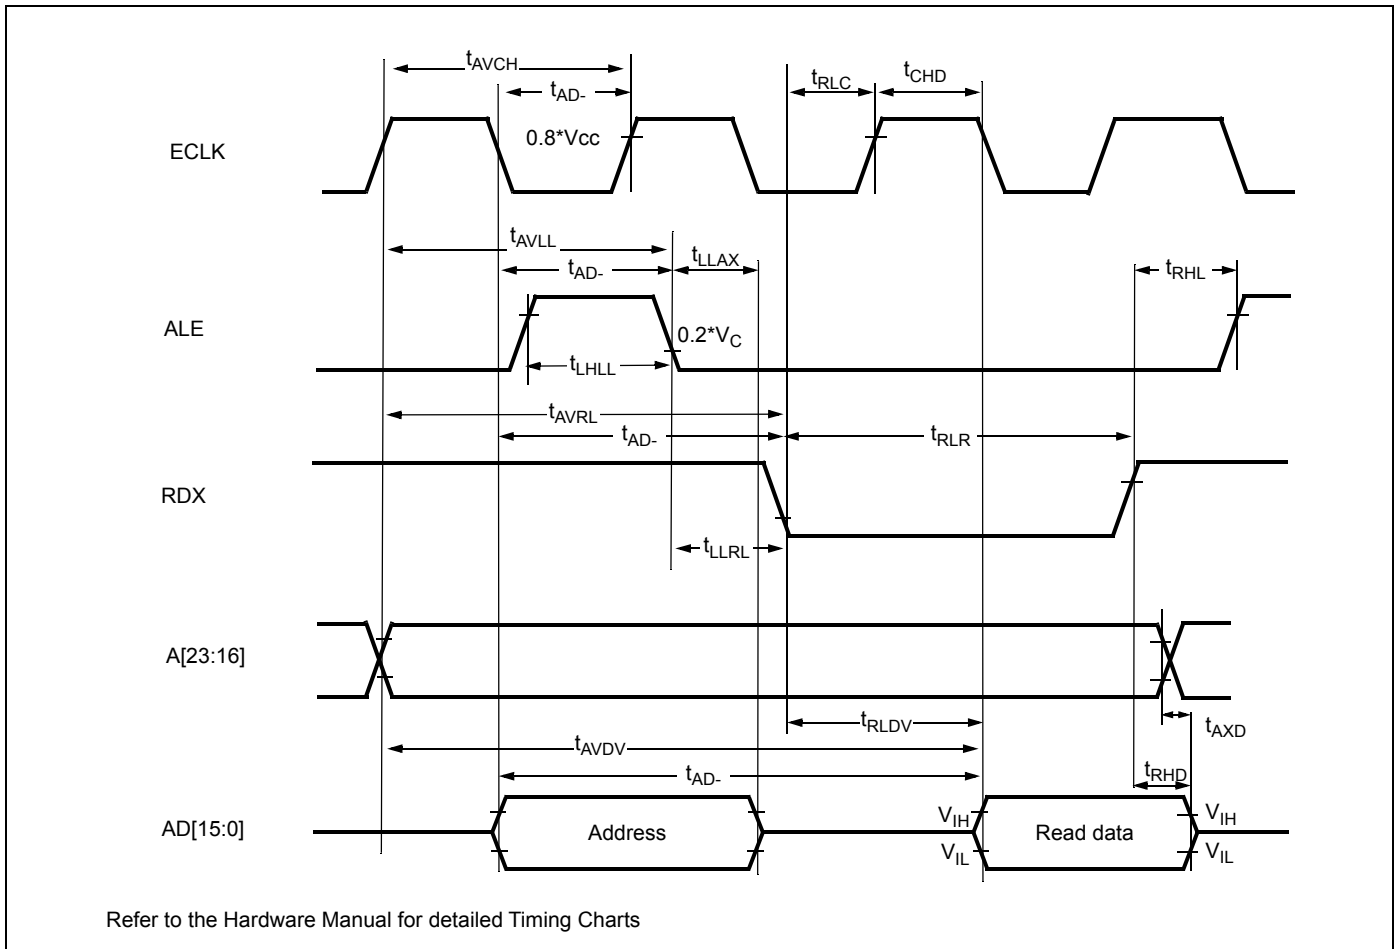 tAVCH
tAD-
tRLC
tCHD
ECLK
0.8*Vcc
tAVLL
tAD-
tLLAX
tRHL
ALE
0.2*VC
tLHLL
tAVRL
tAD-
tRLR
RDX
tLLRL
A[23:16]
tRLDV
tAXD
tAVDV
tAD-
tRHD
AD[15:0]
Address
VIH
VIL
Read data
VIH
VIL
Refer to the Hardware Manual for detailed Timing Charts